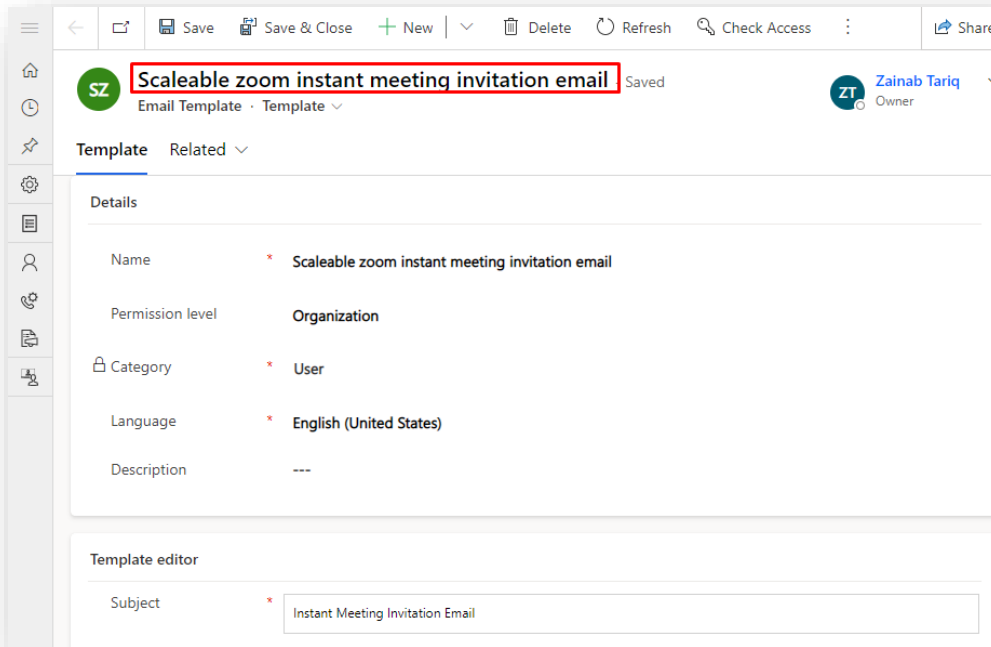 Save Save & Close New Delete Refresh Check Access Share
SZ Scaleable zoom instant meeting invitation email - Saved
Email Template · Template
ZT Zainab Tariq
Owner
Template Related
Details
Name * Scaleable zoom instant meeting invitation email
Permission level Organization
Category * User
Language * English (United States)
Description ---
Template editor
Subject * Instant Meeting Invitation Email